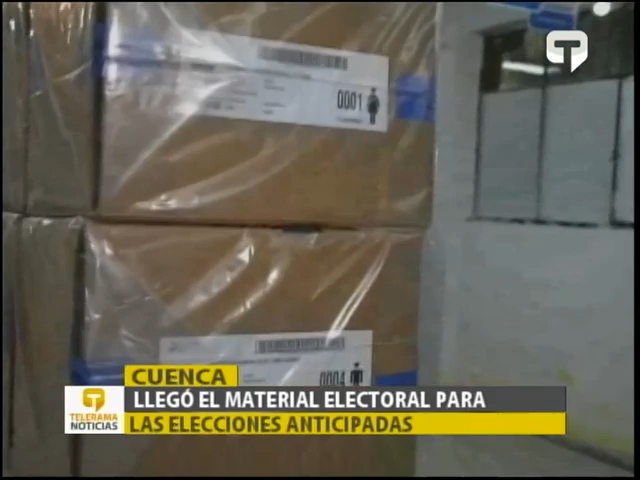 0001
0004
CUENCA
LLEGÓ EL MATERIAL ELECTORAL PARA
LAS ELECCIONES ANTICIPADAS
TELERAMA
NOTICIAS